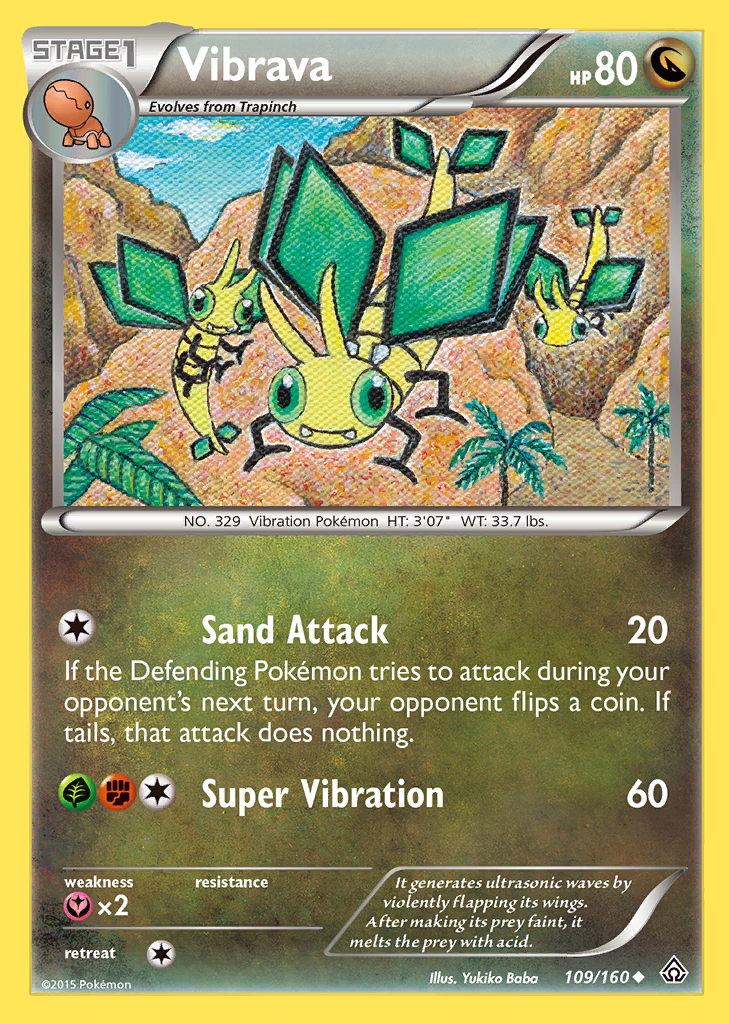 STAGE1
Vibrava
HP80
Evolves from Trapinch
NO. 329 Vibration Pokémon HT: 3'07" WT: 33.7 lbs.
Sand Attack 20
If the Defending Pokémon tries to attack during your
opponent's next turn, your opponent flips a coin. If
tails, that attack does nothing.
Super Vibration 60
weakness
resistance
×2
retreat
It generates ultrasonic waves by
violently flapping its wings.
After making its prey faint, it
melts the prey with acid.
©2015 Pokémon
Illus. Yukiko Baba
109/160